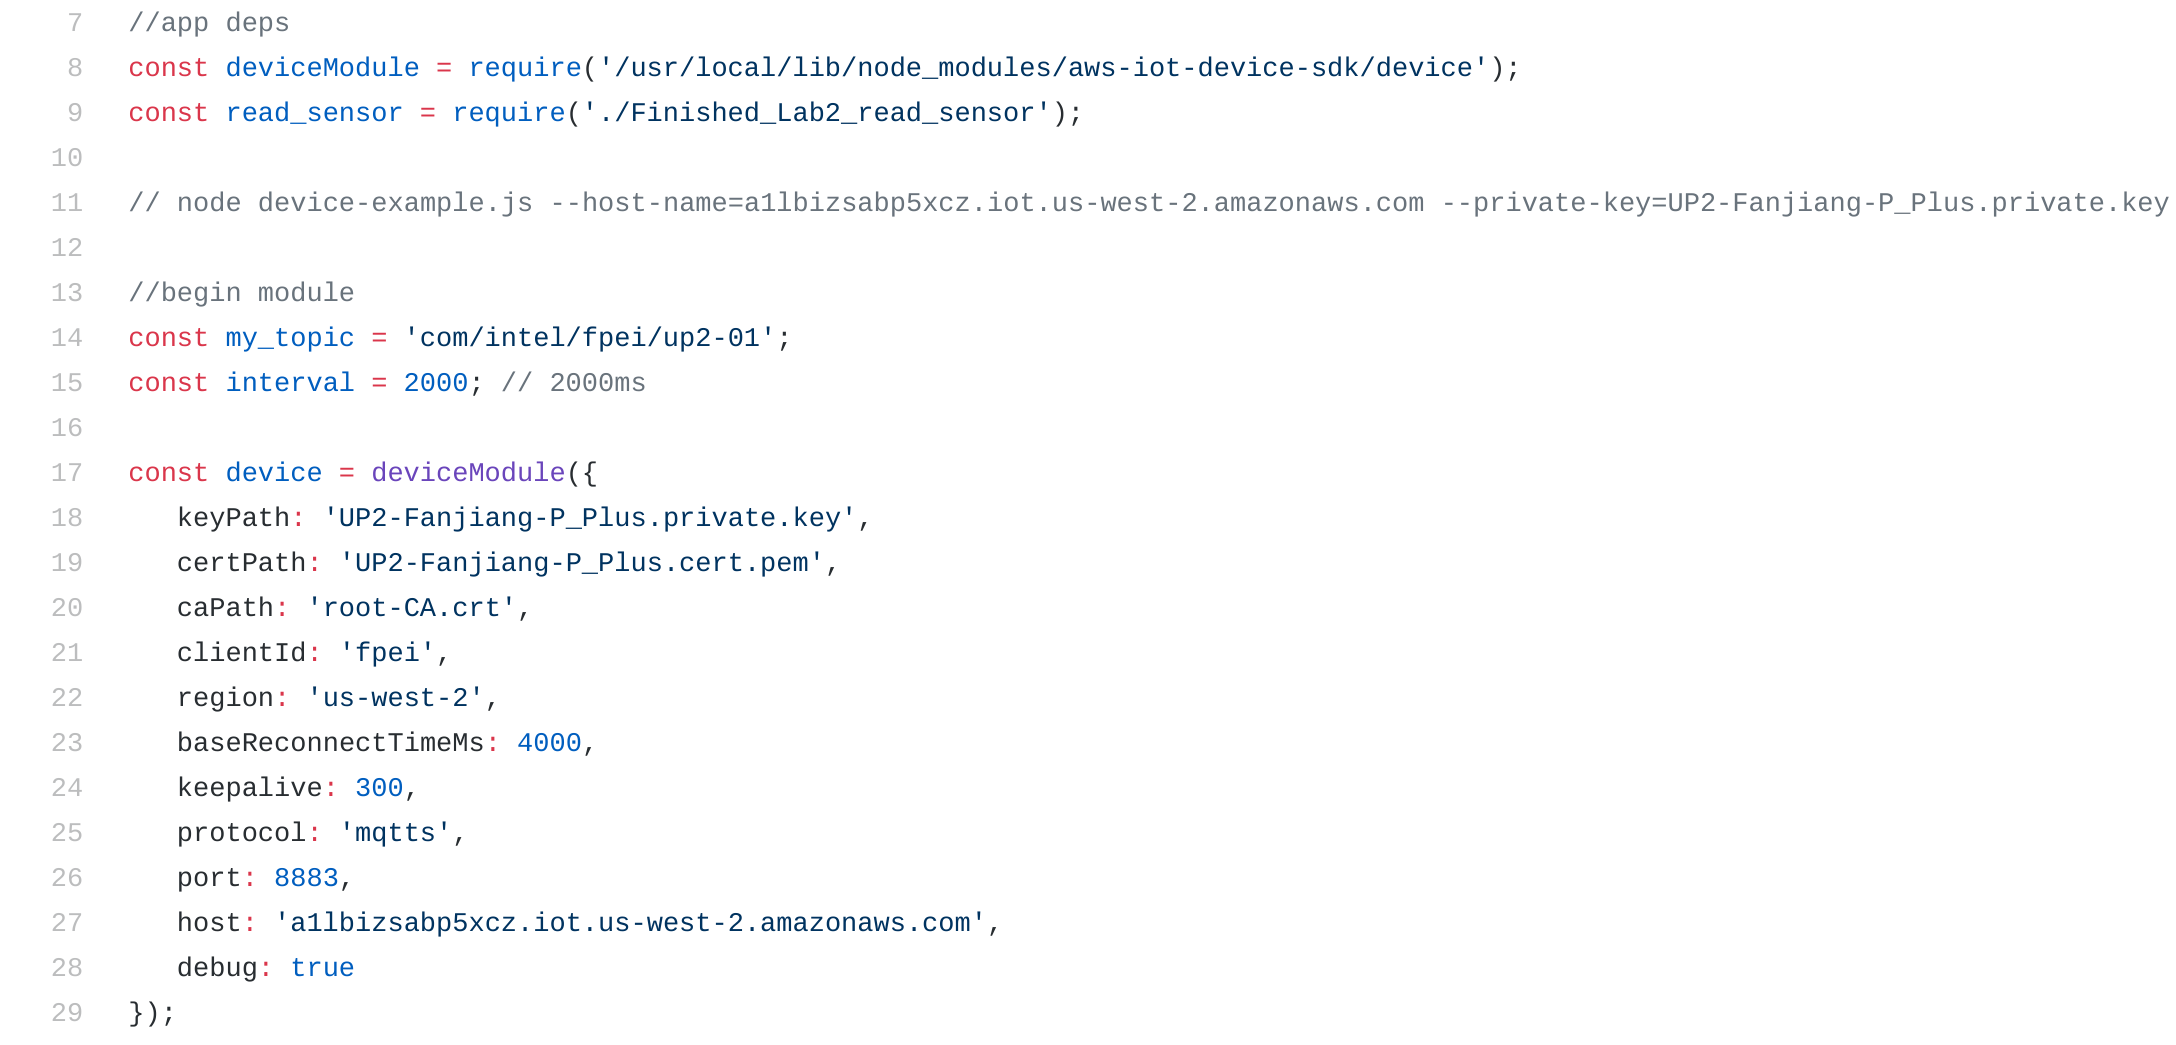 7 //app deps
8 const deviceModule = require('/usr/local/lib/node_modules/aws-iot-device-sdk/device');
9 const read_sensor = require('./Finished_Lab2_read_sensor');
10
11 // node device-example.js --host-name=a1lbizsabp5xcz.iot.us-west-2.amazonaws.com --private-key=UP2-Fanjiang-P_Plus.private.key
12
13 //begin module
14 const my_topic = 'com/intel/fpei/up2-01';
15 const interval = 2000; // 2000ms
16
17 const device = deviceModule({
18    keyPath: 'UP2-Fanjiang-P_Plus.private.key',
19    certPath: 'UP2-Fanjiang-P_Plus.cert.pem',
20    caPath: 'root-CA.crt',
21    clientId: 'fpei',
22    region: 'us-west-2',
23    baseReconnectTimeMs: 4000,
24    keepalive: 300,
25    protocol: 'mqtts',
26    port: 8883,
27    host: 'a1lbizsabp5xcz.iot.us-west-2.amazonaws.com',
28    debug: true
29 });